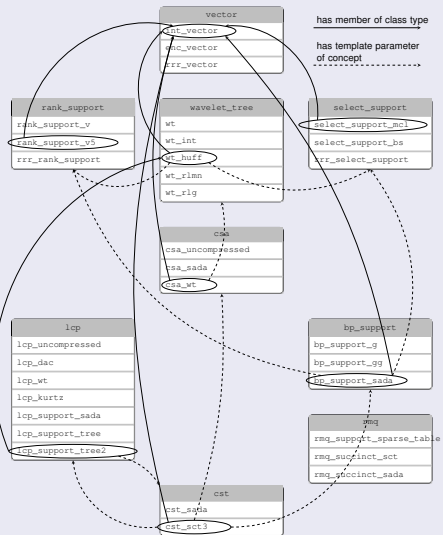 vector
int_vector
enc_vector
rrr_vector
has member of class type
has template parameter
of concept
rank_support
rank_support_v
rank_support_v5
rrr_rank_support
wavelet_tree
wt
wt_int
wt_huff
wt_rlmn
wt_rlg
select_support
select_support_mcl
select_support_bs
rrr_select_support
csa
csa_uncompressed
csa_sada
csa_wt
lcp
lcp_uncompressed
lcp_dac
lcp_wt
lcp_kurtz
lcp_support_sada
lcp_support_tree
lcp_support_tree2
bp_support
bp_support_g
bp_support_gg
bp_support_sada
rmq
rmq_support_sparse_table
rmq_succinct_sct
rmq_succinct_sada
cst
cst_sada
cst_sct3